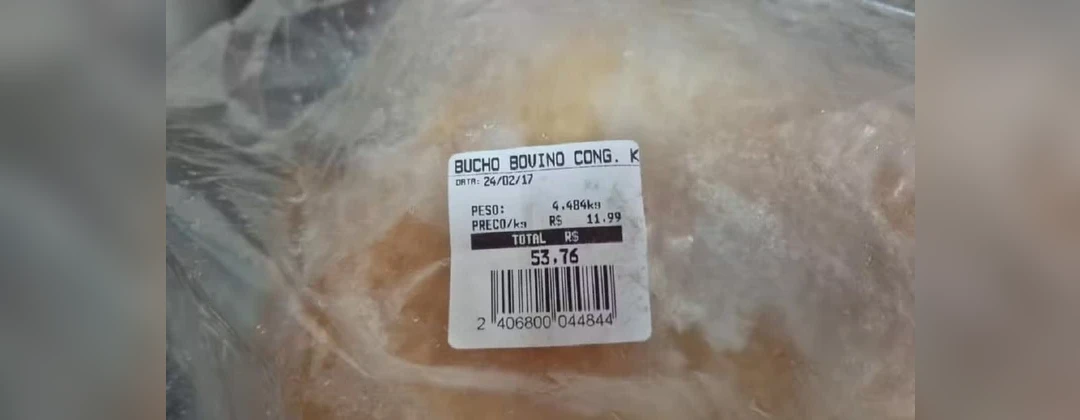 BUCHO BOVINO CONG. K
DATA: 24/02/17
PESO: 4.484kg
PRECO/kg R$ 11.99
TOTAL R$
53,76
2 406800 044844